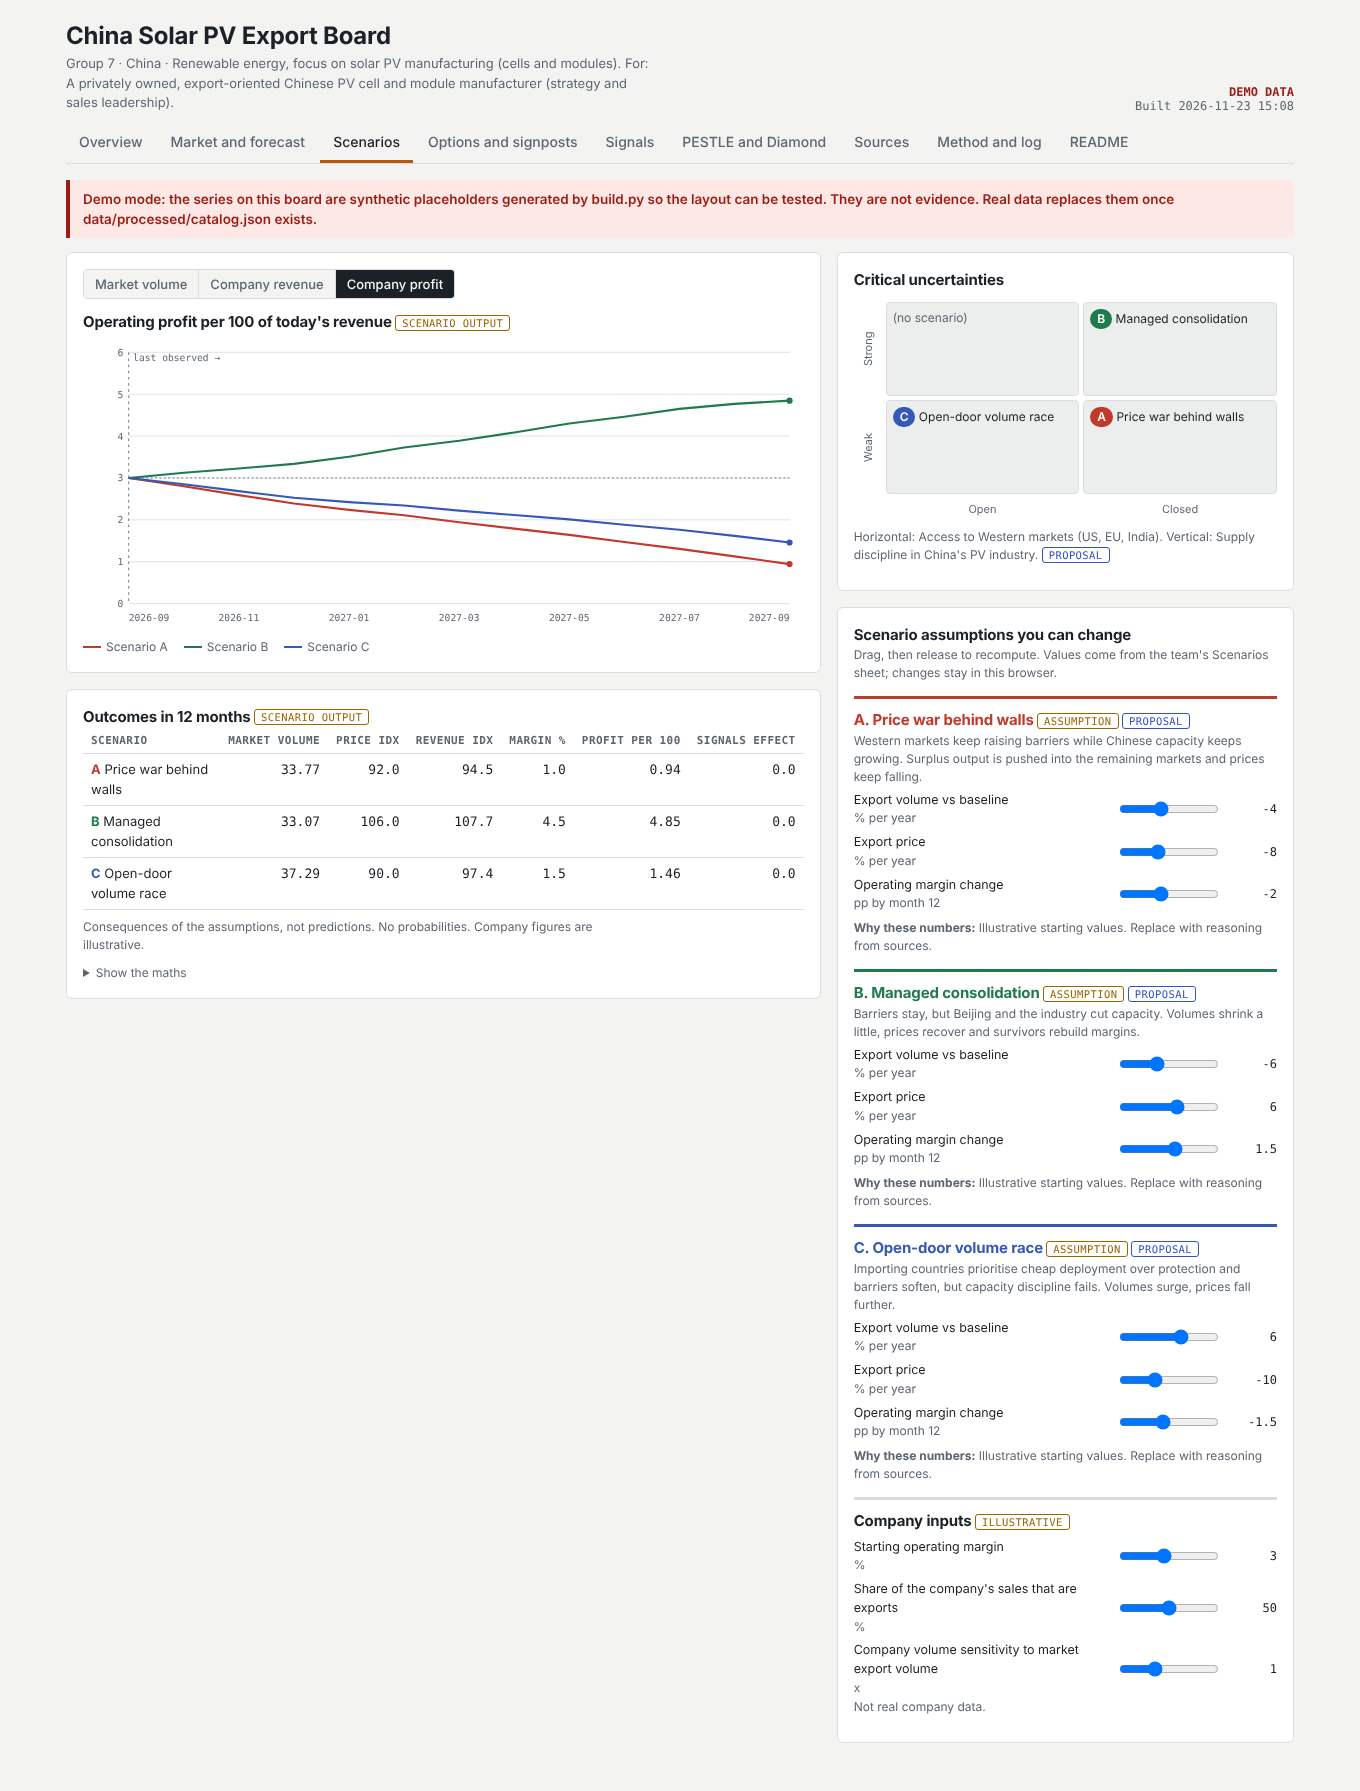 China Solar PV Export Board
Group 7 · China · Renewable energy, focus on solar PV manufacturing (cells and modules). For:
A privately owned, export-oriented Chinese PV cell and module manufacturer (strategy and
sales leadership).
DEMO DATA
Built 2026-11-23 15:08
Overview Market and forecast Scenarios Options and signposts Signals PESTLE and Diamond Sources Method and log README
Demo mode: the series on this board are synthetic placeholders generated by build.py so the layout can be tested. They are not evidence. Real data replaces them once
data/processed/catalog.json exists.
Market volume Company revenue Company profit
Operating profit per 100 of today's revenue SCENARIO OUTPUT
6
last observed →
5
4
3
2
1
0
2026-09 2026-11 2027-01 2027-03 2027-05 2027-07 2027-09
Scenario A Scenario B Scenario C
Outcomes in 12 months SCENARIO OUTPUT
SCENARIO MARKET VOLUME PRICE IDX REVENUE IDX MARGIN % PROFIT PER 100 SIGNALS EFFECT
A Price war behind walls 33.77 92.0 94.5 1.0 0.94 0.0
B Managed consolidation 33.07 106.0 107.7 4.5 4.85 0.0
C Open-door volume race 37.29 90.0 97.4 1.5 1.46 0.0
Consequences of the assumptions, not predictions. No probabilities. Company figures are
illustrative.
Show the maths
Critical uncertainties
Strong
(no scenario)
B Managed consolidation
Weak
C Open-door volume race
A Price war behind walls
Open Closed
Horizontal: Access to Western markets (US, EU, India). Vertical: Supply
discipline in China's PV industry. PROPOSAL
Scenario assumptions you can change
Drag, then release to recompute. Values come from the team's Scenarios
sheet; changes stay in this browser.
A. Price war behind walls ASSUMPTION PROPOSAL
Western markets keep raising barriers while Chinese capacity keeps
growing. Surplus output is pushed into the remaining markets and prices
keep falling.
Export volume vs baseline
% per year
-4
Export price
% per year
-8
Operating margin change
pp by month 12
-2
Why these numbers: Illustrative starting values. Replace with reasoning
from sources.
B. Managed consolidation ASSUMPTION PROPOSAL
Barriers stay, but Beijing and the industry cut capacity. Volumes shrink a
little, prices recover and survivors rebuild margins.
Export volume vs baseline
% per year
-6
Export price
% per year
6
Operating margin change
pp by month 12
1.5
Why these numbers: Illustrative starting values. Replace with reasoning
from sources.
C. Open-door volume race ASSUMPTION PROPOSAL
Importing countries prioritise cheap deployment over protection and
barriers soften, but capacity discipline fails. Volumes surge, prices fall
further.
Export volume vs baseline
% per year
6
Export price
% per year
-10
Operating margin change
pp by month 12
-1.5
Why these numbers: Illustrative starting values. Replace with reasoning
from sources.
Company inputs ILLUSTRATIVE
Starting operating margin
%
3
Share of the company's sales that are
exports
%
50
Company volume sensitivity to market
export volume
x
1
Not real company data.